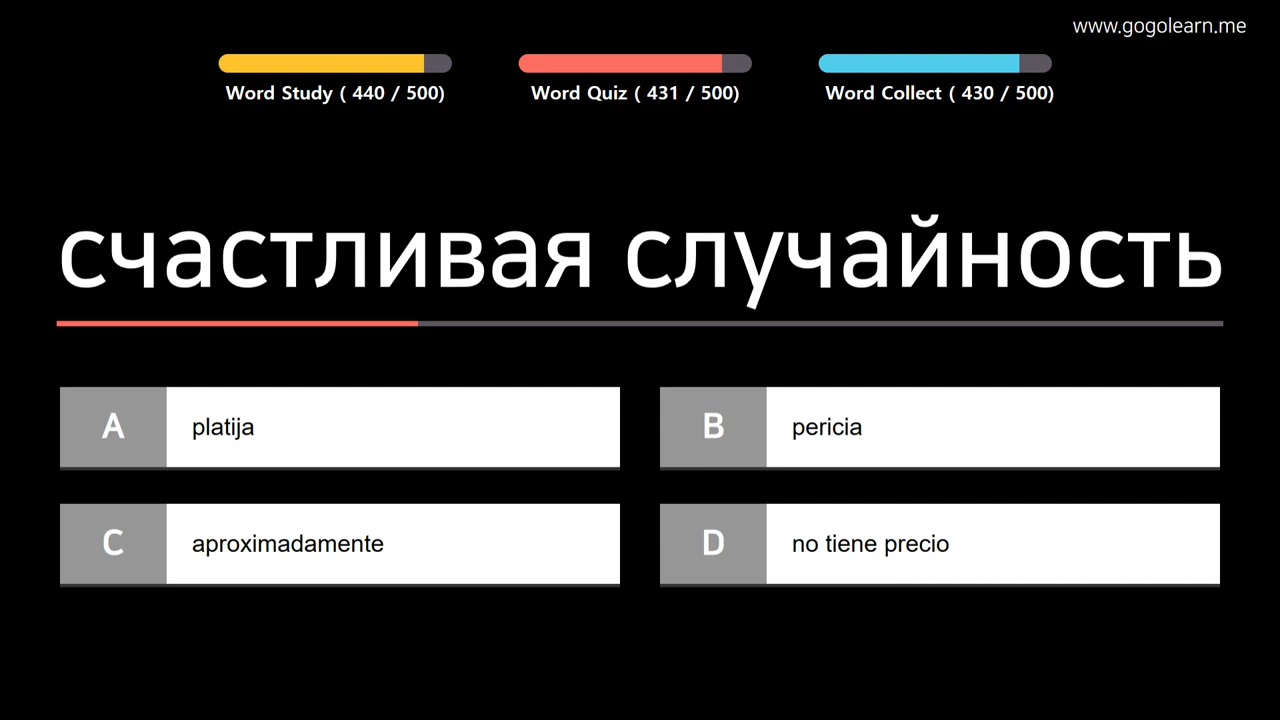 www.gogolearn.me
Word Study ( 440 / 500)
Word Quiz ( 431 / 500)
Word Collect ( 430 / 500)
счастливая случайность
A platija
B pericia
C aproximadamente
D no tiene precio